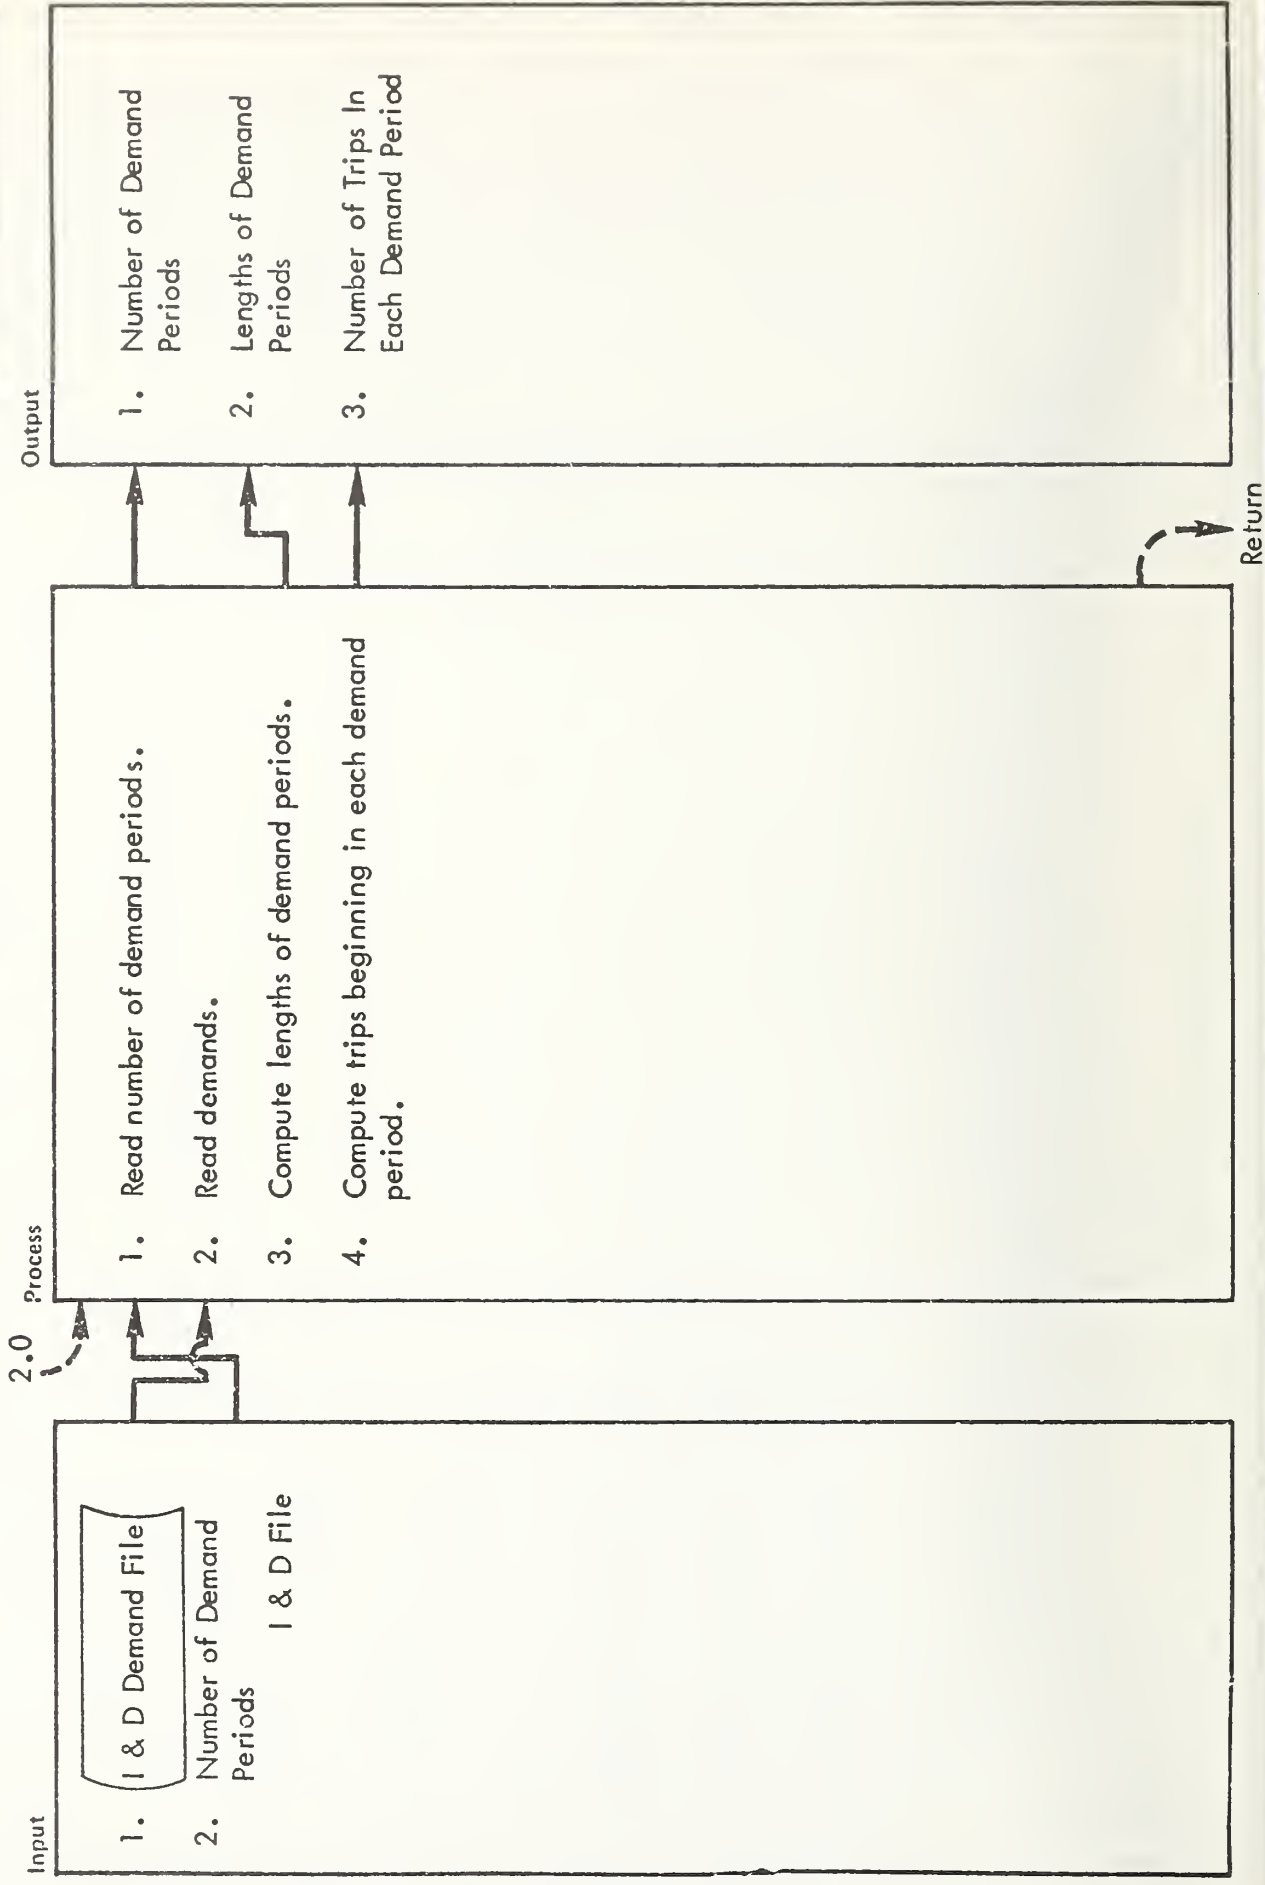 Input
1. I & D Demand File
2. Number of Demand
Periods
I & D File
2.0
Process
1. Read number of demand periods.
2. Read demands.
3. Compute lengths of demand periods.
4. Compute trips beginning in each demand
period.
Output
1. Number of Demand
Periods
2. Lengths of Demand
Periods
3. Number of Trips In
Each Demand Period
Return